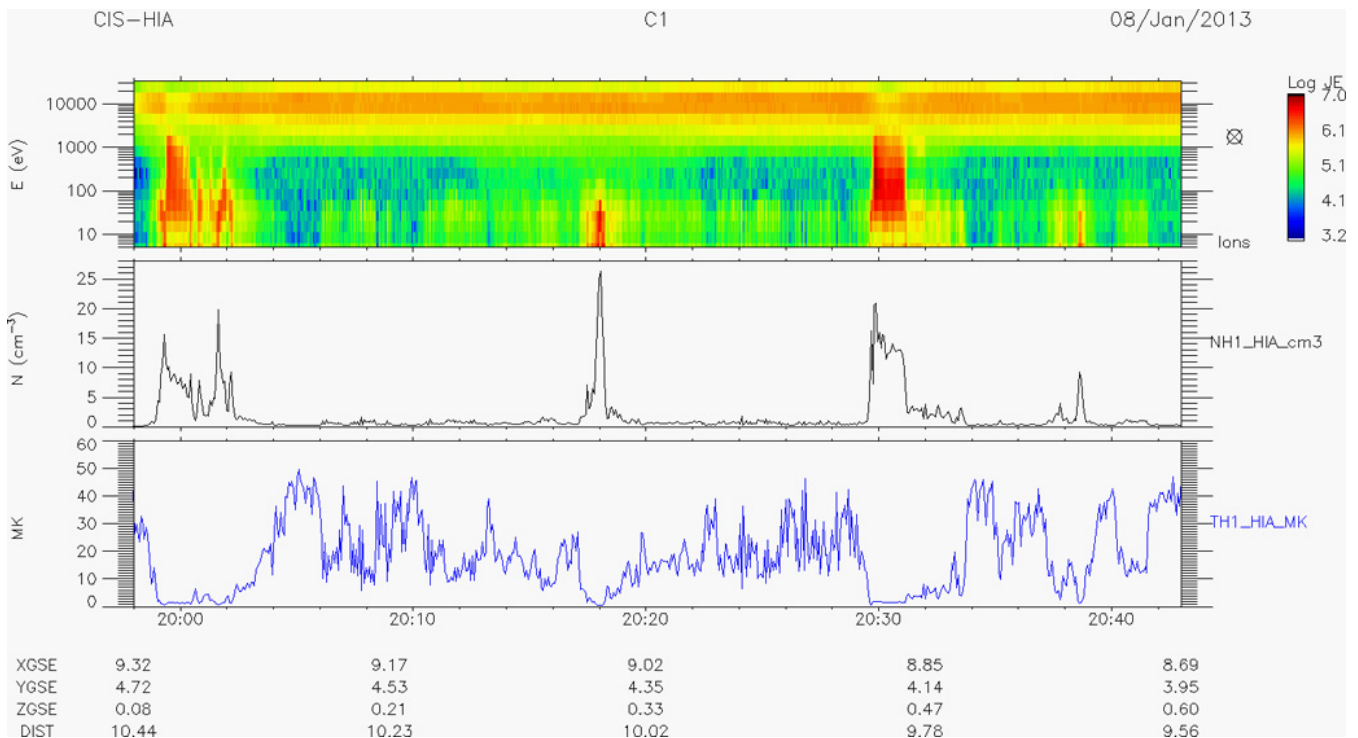 CIS-HIA C1 08/Jan/2013
Log JE
7.0
6.1
5.1
4.1
3.2
E (eV)
10000
1000
100
10
Ions
N (cm⁻³)
25
20
15
10
5
0
NH1_HIA_cm3
MK
60
50
40
30
20
10
0
TH1_HIA_MK
20:00 20:10 20:20 20:30 20:40
XGSE 9.32 9.17 9.02 8.85 8.69
YGSE 4.72 4.53 4.35 4.14 3.95
ZGSE 0.08 0.21 0.33 0.47 0.60
DIST 10.44 10.23 10.02 9.78 9.56